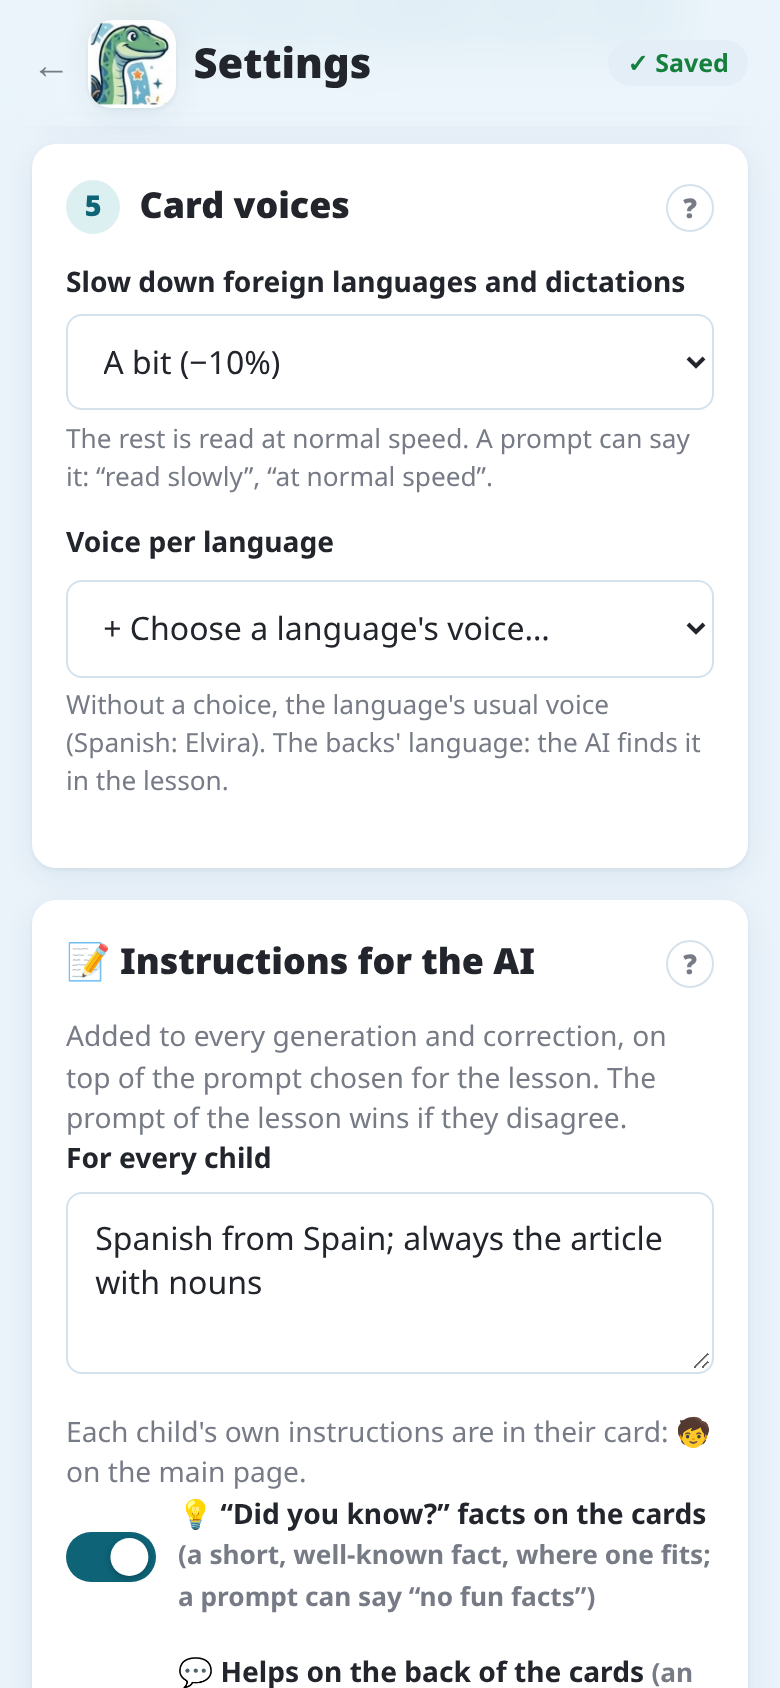 ← Settings ✓ Saved
5 Card voices ?
Slow down foreign languages and dictations
A bit (−10%)
The rest is read at normal speed. A prompt can say
it: “read slowly”, “at normal speed”.
Voice per language
+ Choose a language's voice...
Without a choice, the language's usual voice
(Spanish: Elvira). The backs' language: the AI finds it
in the lesson.
📝 Instructions for the AI ?
Added to every generation and correction, on
top of the prompt chosen for the lesson. The
prompt of the lesson wins if they disagree.
For every child
Spanish from Spain; always the article
with nouns
Each child's own instructions are in their card: 🧒
on the main page.
💡 “Did you know?” facts on the cards
(a short, well-known fact, where one fits;
a prompt can say “no fun facts”)
💬 Helps on the back of the cards (an